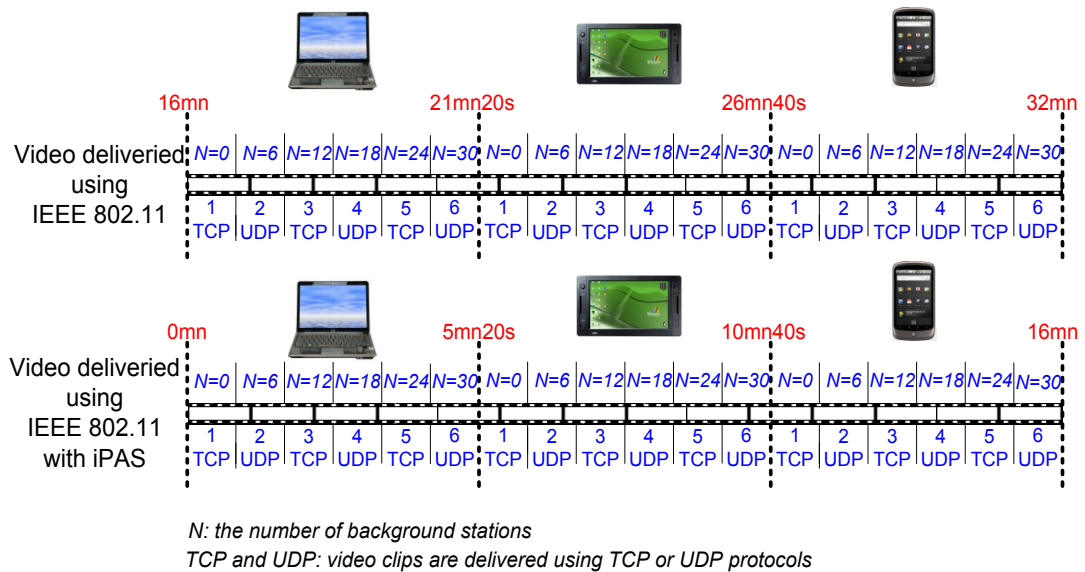 16mn 21mn20s 26mn40s 32mn
Video deliveried
using
IEEE 802.11
N=0 N=6 N=12 N=18 N=24 N=30 N=0 N=6 N=12 N=18 N=24 N=30 N=0 N=6 N=12 N=18 N=24 N=30
1 2 3 4 5 6 1 2 3 4 5 6 1 2 3 4 5 6
TCP UDP TCP UDP TCP UDP TCP UDP TCP UDP TCP UDP TCP UDP TCP UDP TCP UDP
0mn 5mn20s 10mn40s 16mn
Video deliveried
using
IEEE 802.11
with iPAS
N=0 N=6 N=12 N=18 N=24 N=30 N=0 N=6 N=12 N=18 N=24 N=30 N=0 N=6 N=12 N=18 N=24 N=30
1 2 3 4 5 6 1 2 3 4 5 6 1 2 3 4 5 6
TCP UDP TCP UDP TCP UDP TCP UDP TCP UDP TCP UDP TCP UDP TCP UDP TCP UDP
N: the number of background stations
TCP and UDP: video clips are delivered using TCP or UDP protocols